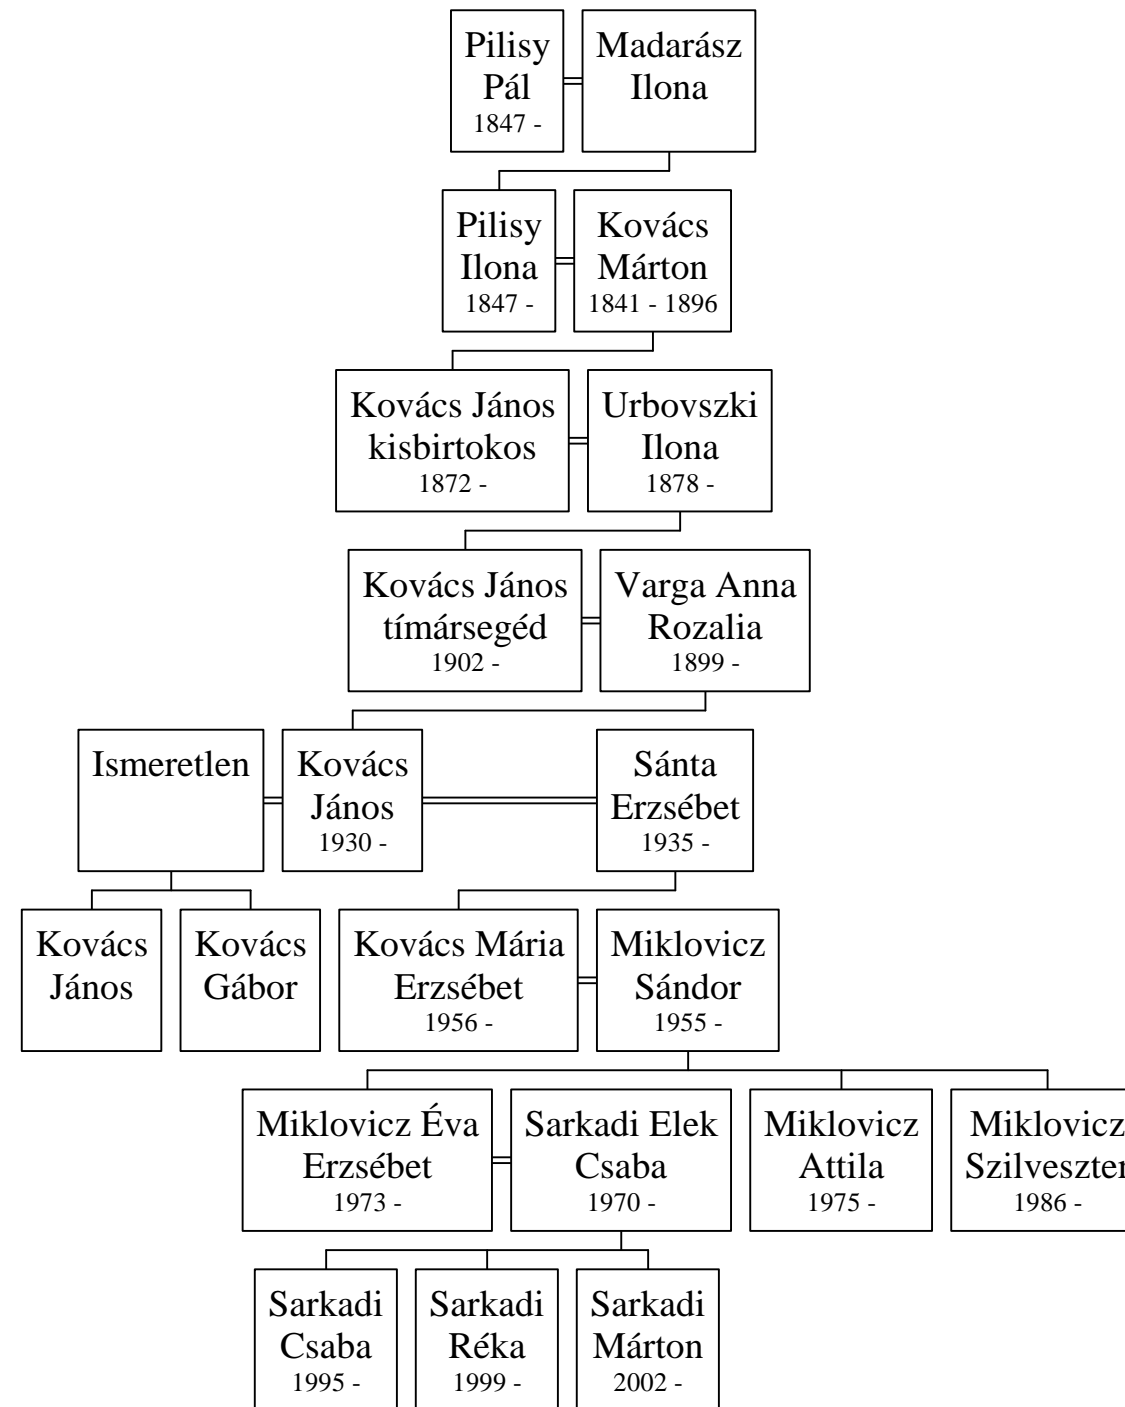 Pilisy
Pál
1847 -
Madarász
Ilona
Pilisy
Ilona
1847 -
Kovács
Márton
1841 - 1896
Kovács János
kisbirtokos
1872 -
Urbovszki
Ilona
1878 -
Kovács János
tímársegéd
1902 -
Varga Anna
Rozalia
1899 -
Ismeretlen
Kovács
János
1930 -
Sánta
Erzsébet
1935 -
Kovács
János
Kovács
Gábor
Kovács Mária
Erzsébet
1956 -
Miklovicz
Sándor
1955 -
Miklovicz Éva
Erzsébet
1973 -
Sarkadi Elek
Csaba
1970 -
Miklovicz
Attila
1975 -
Miklovicz
Szilveszter
1986 -
Sarkadi
Csaba
1995 -
Sarkadi
Réka
1999 -
Sarkadi
Márton
2002 -